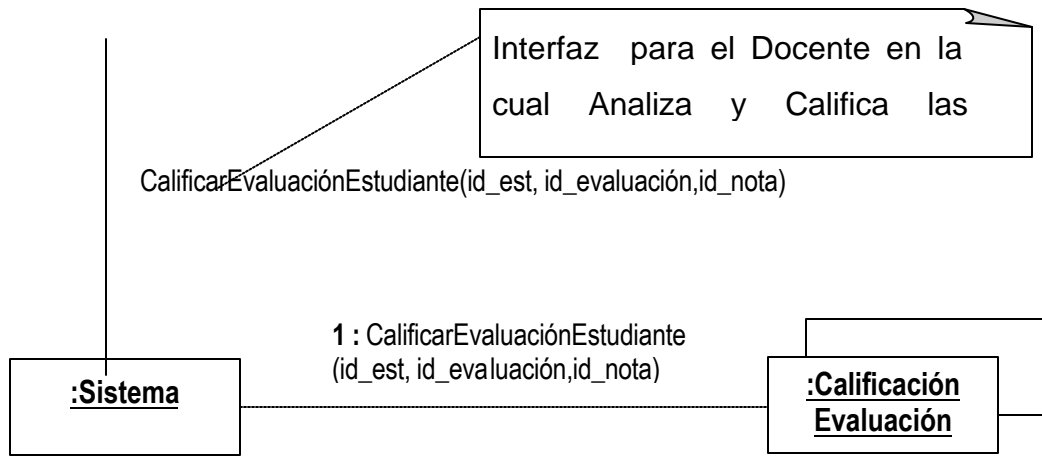 Interfaz para el Docente en la
cual Analiza y Califica las
CalificarEvaluaciónEstudiante(id_est, id_evaluación,id_nota)
1 : CalificarEvaluaciónEstudiante
(id_est, id_evaluación,id_nota)
:Sistema
:Calificación
Evaluación